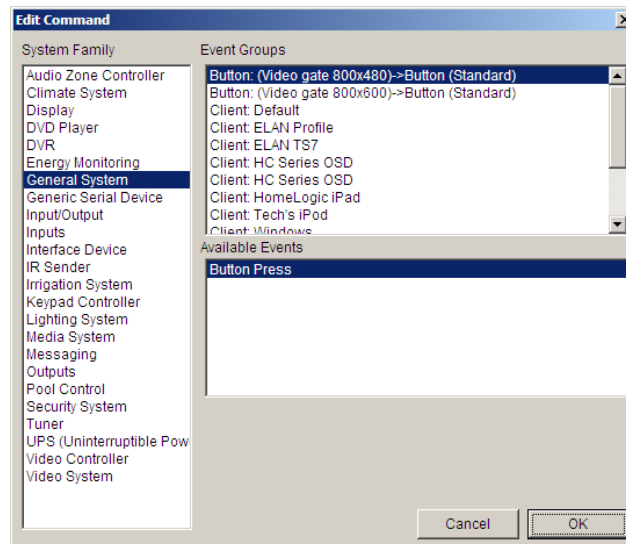 Edit Command
System Family
Audio Zone Controller
Climate System
Display
DVD Player
DVR
Energy Monitoring
General System
Generic Serial Device
Input/Output
Inputs
Interface Device
IR Sender
Irrigation System
Keypad Controller
Lighting System
Media System
Messaging
Outputs
Pool Control
Security System
Tuner
UPS (Uninterruptible Pow
Video Controller
Video System
Event Groups
Button: (Video gate 800x480)->Button (Standard)
Button: (Video gate 800x600)->Button (Standard)
Client: Default
Client: ELAN Profile
Client: ELAN TS7
Client: HC Series OSD
Client: HC Series OSD
Client: HomeLogic iPad
Client: Tech's iPod
Client: Windows
Available Events
Button Press
Cancel
OK